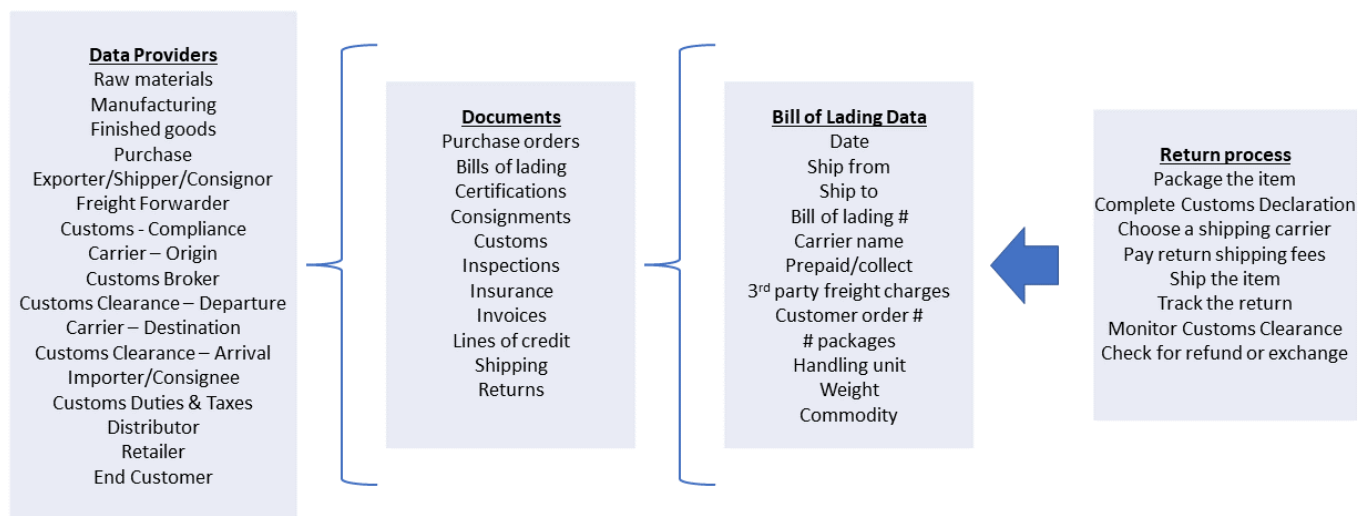 Data Providers
Raw materials
Manufacturing
Finished goods
Purchase
Exporter/Shipper/Consignor
Freight Forwarder
Customs - Compliance
Carrier – Origin
Customs Broker
Customs Clearance – Departure
Carrier – Destination
Customs Clearance – Arrival
Importer/Consignee
Customs Duties & Taxes
Distributor
Retailer
End Customer
Documents
Purchase orders
Bills of lading
Certifications
Consignments
Customs
Inspections
Insurance
Invoices
Lines of credit
Shipping
Returns
Bill of Lading Data
Date
Ship from
Ship to
Bill of lading #
Carrier name
Prepaid/collect
3rd party freight charges
Customer order #
# packages
Handling unit
Weight
Commodity
Return process
Package the item
Complete Customs Declaration
Choose a shipping carrier
Pay return shipping fees
Ship the item
Track the return
Monitor Customs Clearance
Check for refund or exchange